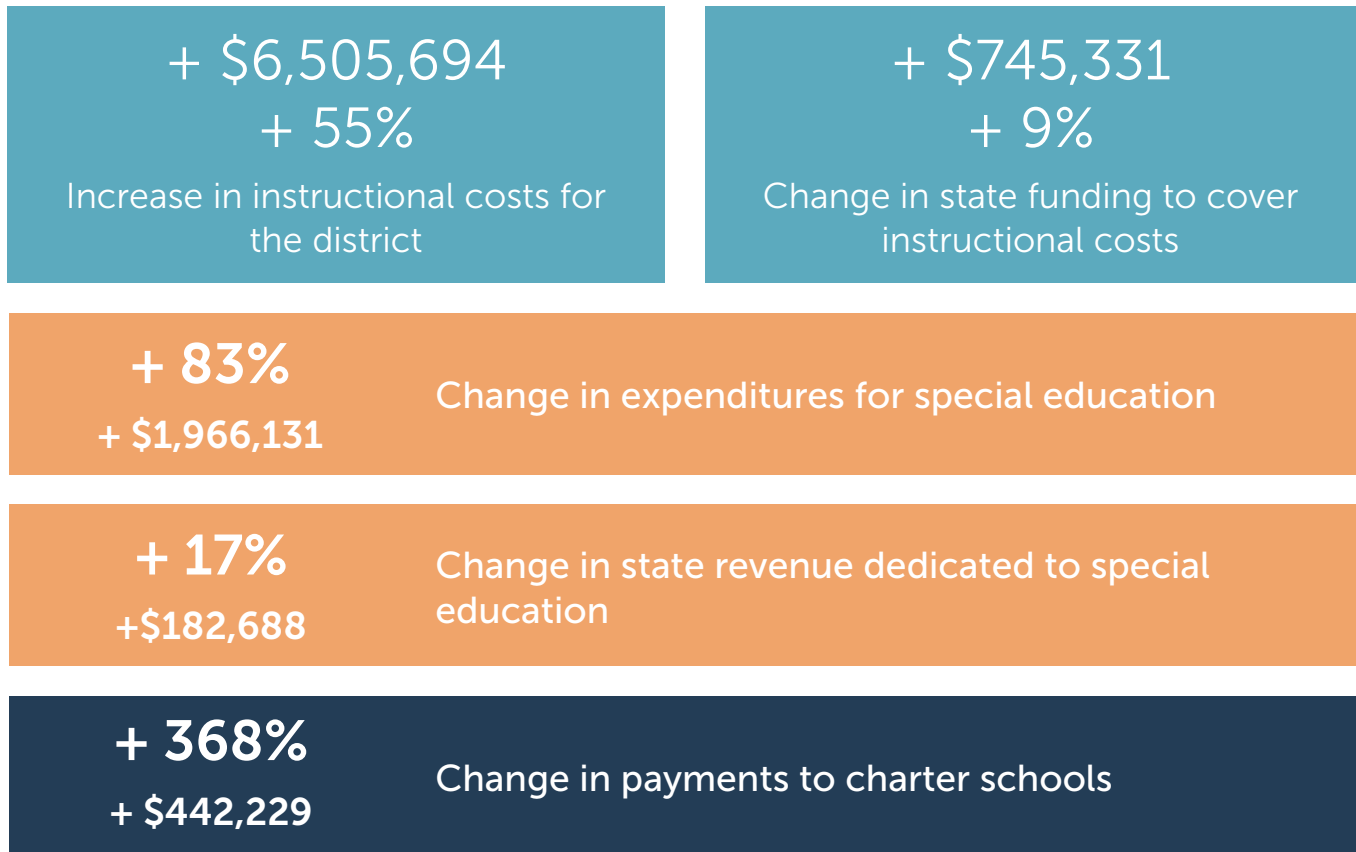 + $6,505,694
+ 55%
Increase in instructional costs for
the district
+ $745,331
+ 9%
Change in state funding to cover
instructional costs
+ 83%
+ $1,966,131
Change in expenditures for special education
+ 17%
+$182,688
Change in state revenue dedicated to special
education
+ 368%
+ $442,229
Change in payments to charter schools